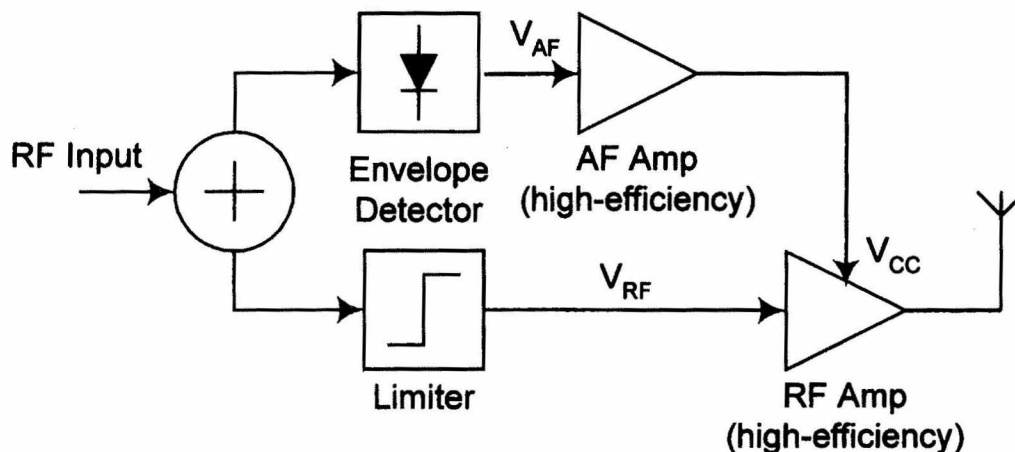 V_AF
RF Input
Envelope
Detector
AF Amp
(high-efficiency)
V_CC
V_RF
Limiter
RF Amp
(high-efficiency)